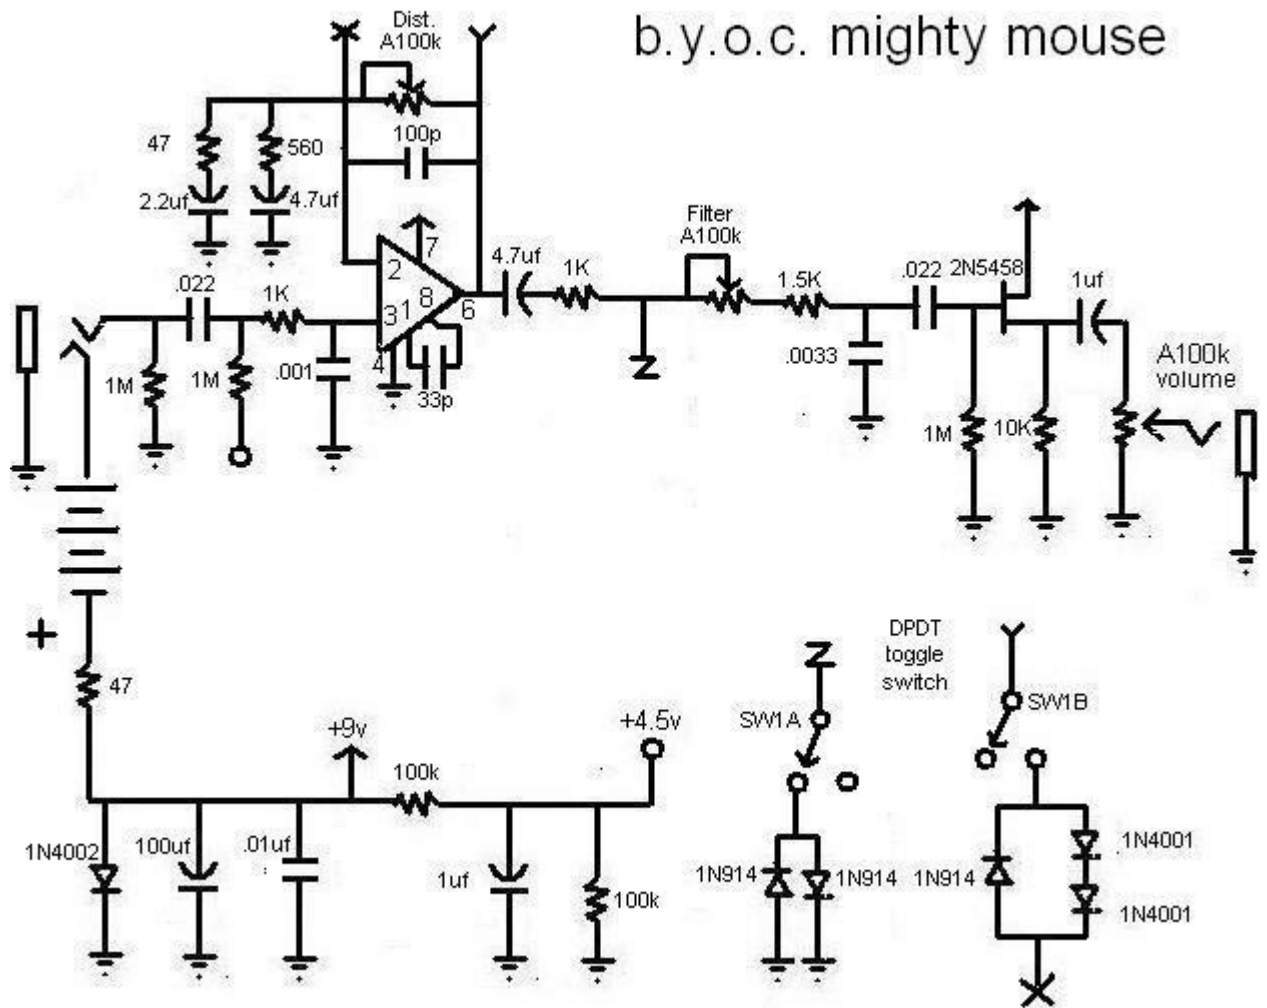 b.y.o.c. mighty mouse
X
Dist.
A100k
Y
47
560
100p
2.2uf
4.7uf
7
2
8
31
6
4
33p
.022
1K
1M
1M
.001
4.7uf
1K
Filter
A100k
1.5K
Z
.0033
.022
2N5458
1uf
1M
10K
A100k
volume
+
47
+9v
100k
+4.5v
1N4002
100uf
.01uf
1uf
100k
Z
DPDT
toggle
switch
Y
SW1A
SW1B
1N914
1N914
1N914
1N4001
1N4001
X